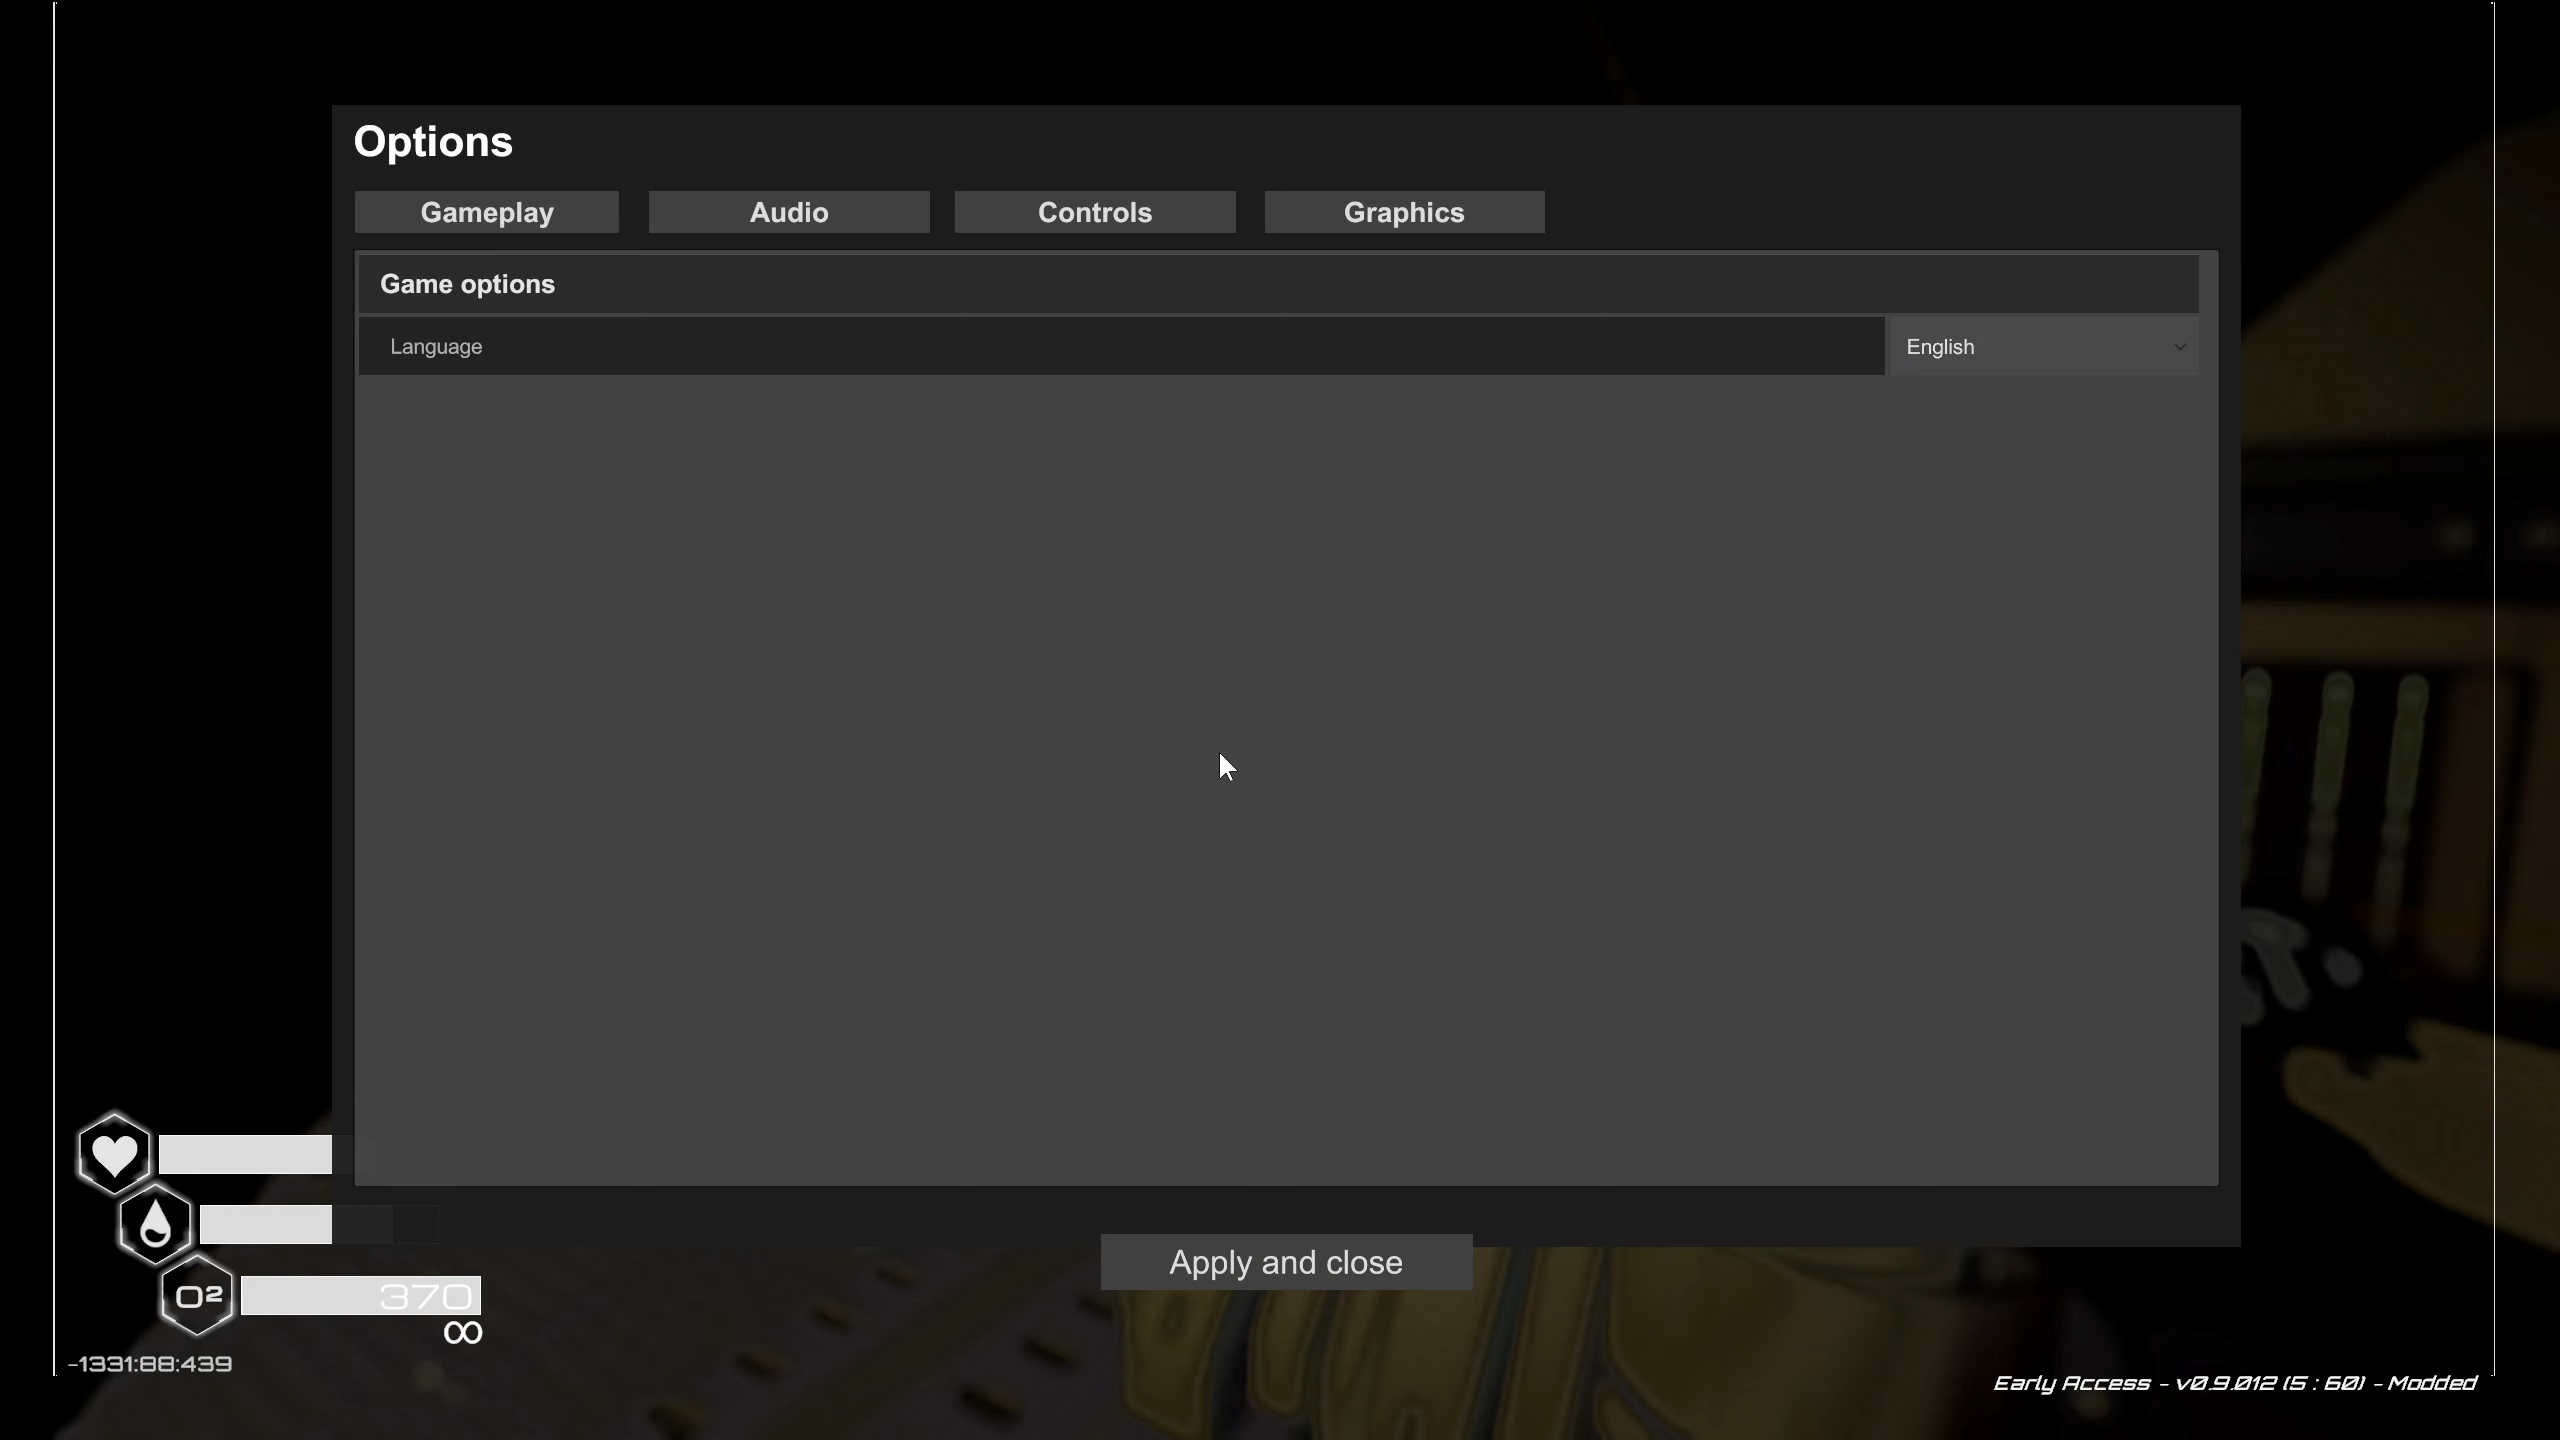 Options
Gameplay Audio Controls Graphics
Game options
Language English
Apply and close
O2 370
∞
-1331:88:439
Early Access - v0.9.012 (5 : 60) - Modded